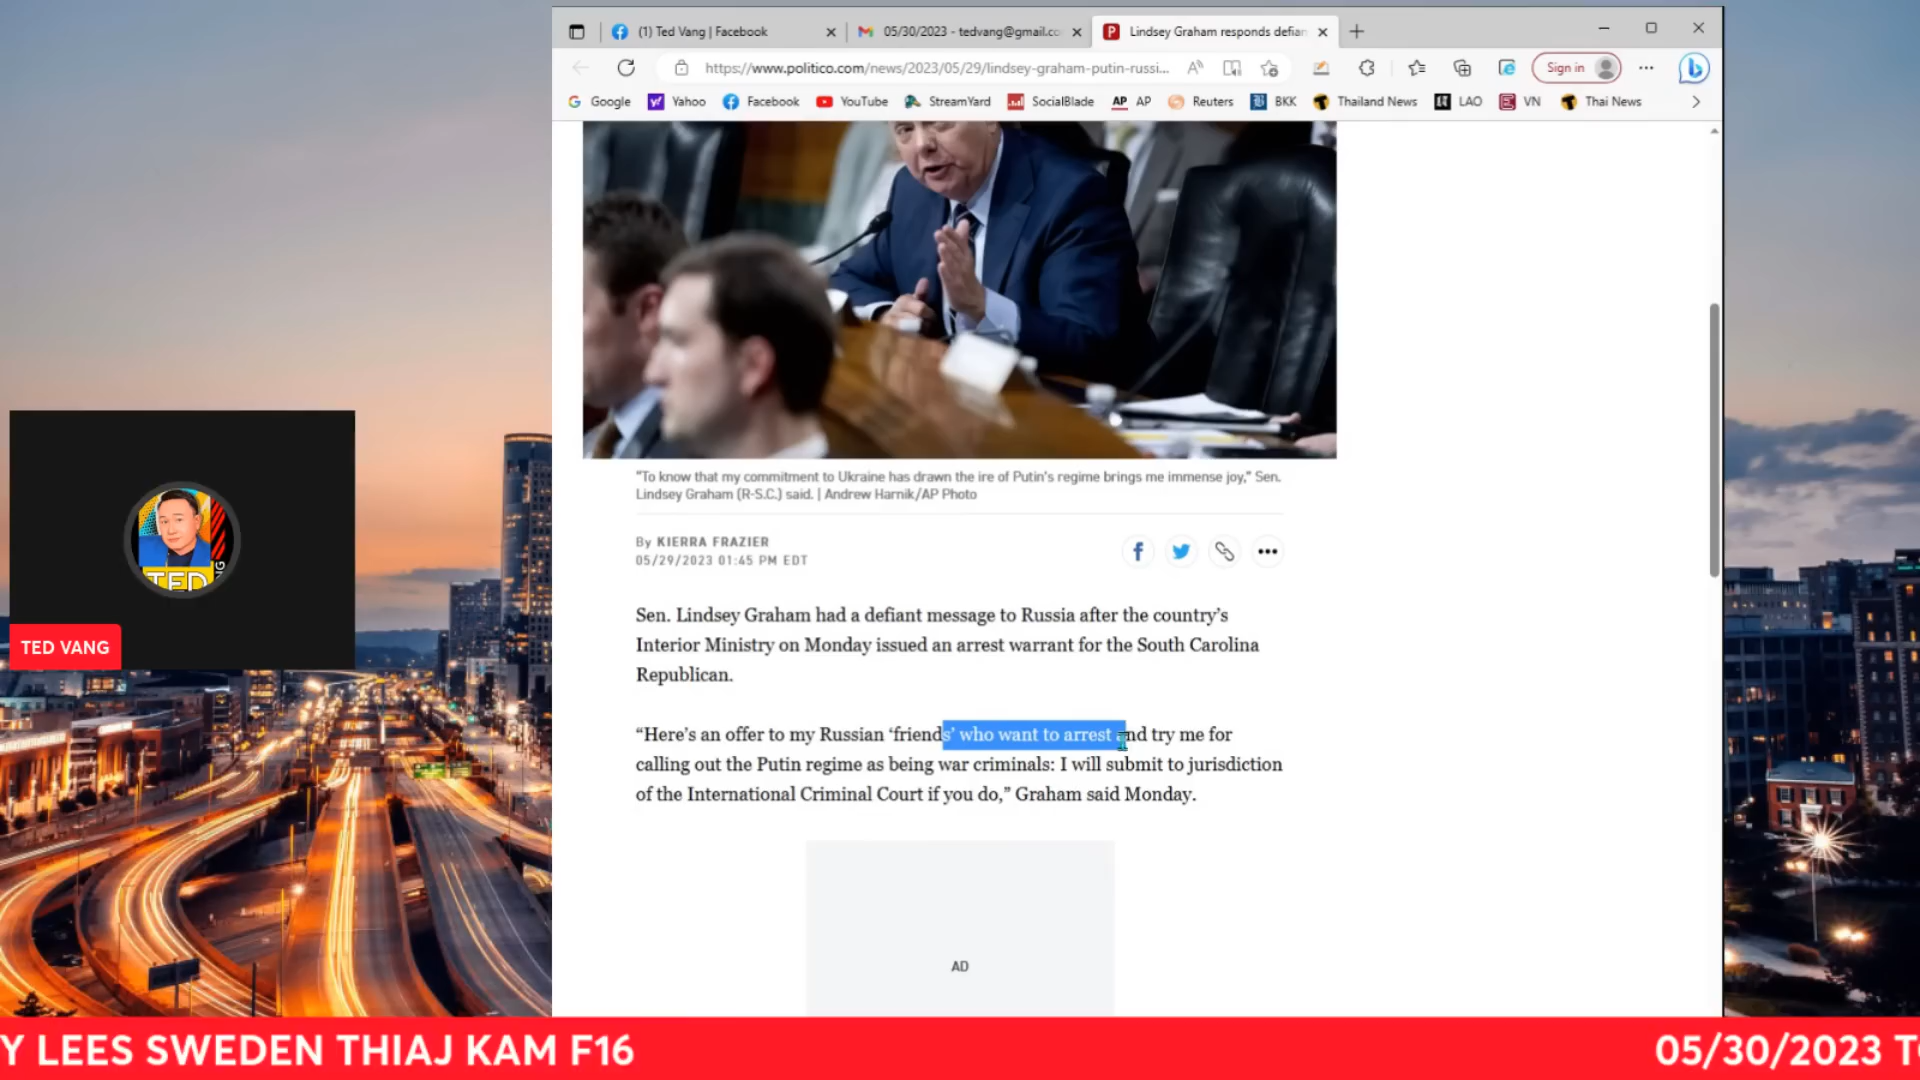 (1) Ted Vang | Facebook
05/30/2023 - tedvang@gmail.co
Lindsey Graham responds defian
https://www.politico.com/news/2023/05/29/lindsey-graham-putin-russi...
Sign in
Google
Yahoo
Facebook
YouTube
StreamYard
SocialBlade
AP AP
Reuters
BKK
Thailand News
LAO
VN
Thai News
“To know that my commitment to Ukraine has drawn the ire of Putin's regime brings me immense joy,” Sen.
Lindsey Graham (R-S.C.) said. | Andrew Harnik/AP Photo
By KIERRA FRAZIER
05/29/2023 01:45 PM EDT
Sen. Lindsey Graham had a defiant message to Russia after the country’s
Interior Ministry on Monday issued an arrest warrant for the South Carolina
Republican.
“Here’s an offer to my Russian ‘friends’ who want to arrest and try me for
calling out the Putin regime as being war criminals: I will submit to jurisdiction
of the International Criminal Court if you do,” Graham said Monday.
AD
TED
TED VANG
Y LEES SWEDEN THIAJ KAM F16
05/30/2023 T